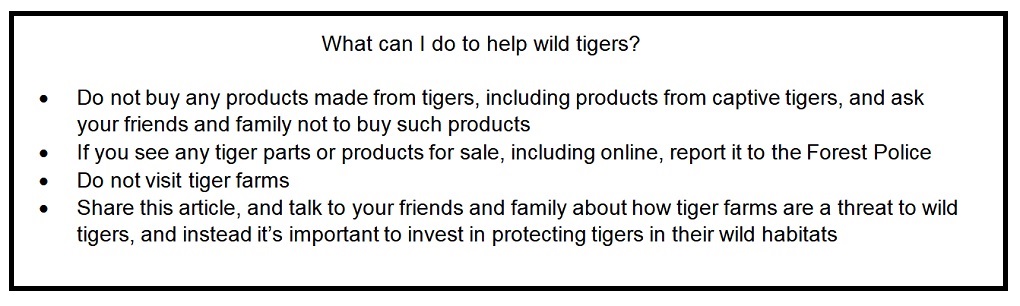 What can I do to help wild tigers?
• Do not buy any products made from tigers, including products from captive tigers, and ask
your friends and family not to buy such products
• If you see any tiger parts or products for sale, including online, report it to the Forest Police
• Do not visit tiger farms
• Share this article, and talk to your friends and family about how tiger farms are a threat to wild
tigers, and instead it’s important to invest in protecting tigers in their wild habitats